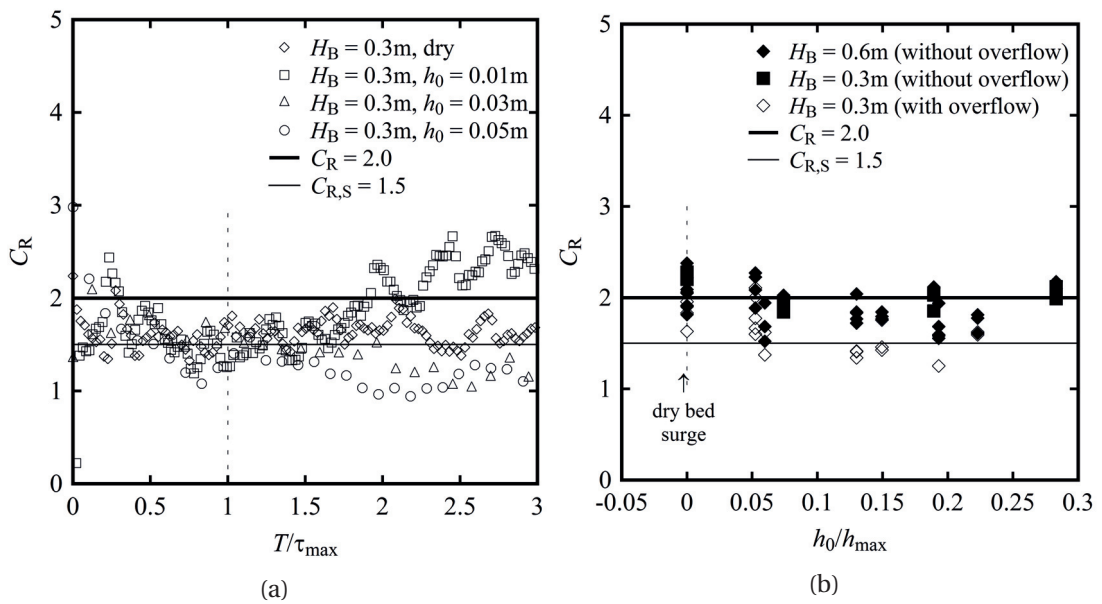 5
4
3
2
1
0
C_R
H_B = 0.3m, dry
H_B = 0.3m, h_0 = 0.01m
H_B = 0.3m, h_0 = 0.03m
H_B = 0.3m, h_0 = 0.05m
C_R = 2.0
C_R,S = 1.5
0 0.5 1 1.5 2 2.5 3
T/τ_max
(a)
5
4
3
2
1
0
C_R
H_B = 0.6m (without overflow)
H_B = 0.3m (without overflow)
H_B = 0.3m (with overflow)
C_R = 2.0
C_R,S = 1.5
dry bed
surge
-0.05 0 0.05 0.1 0.15 0.2 0.25 0.3
h_0/h_max
(b)